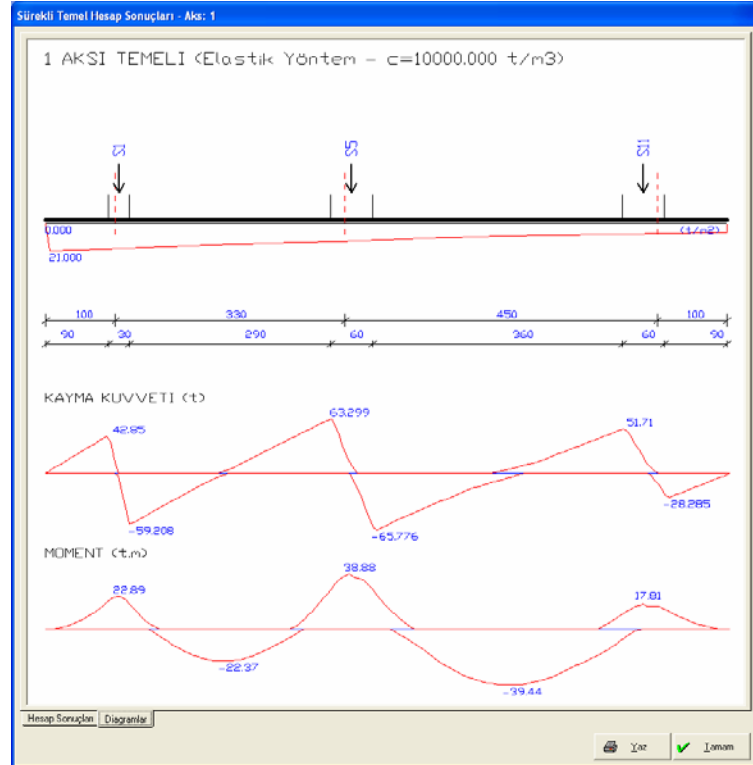 Sürekli Temel Hesap Sonuçları - Aks: 1
1 AKSI TEMELİ (Elastik Yöntem - c=10000.000 t/m3)
S1 S5 S11
0.000 (t/m2)
21.000
100 330 450 100
90 30 290 60 360 60 90
KAYMA KUVVETİ (t)
42.85 63.299 51.71
-59.208 -65.776 -28.285
MOMENT (t.m)
22.89 38.88 17.81
-22.37 -39.44
Hesap Sonuçları Diagramlar
Yaz Tamam